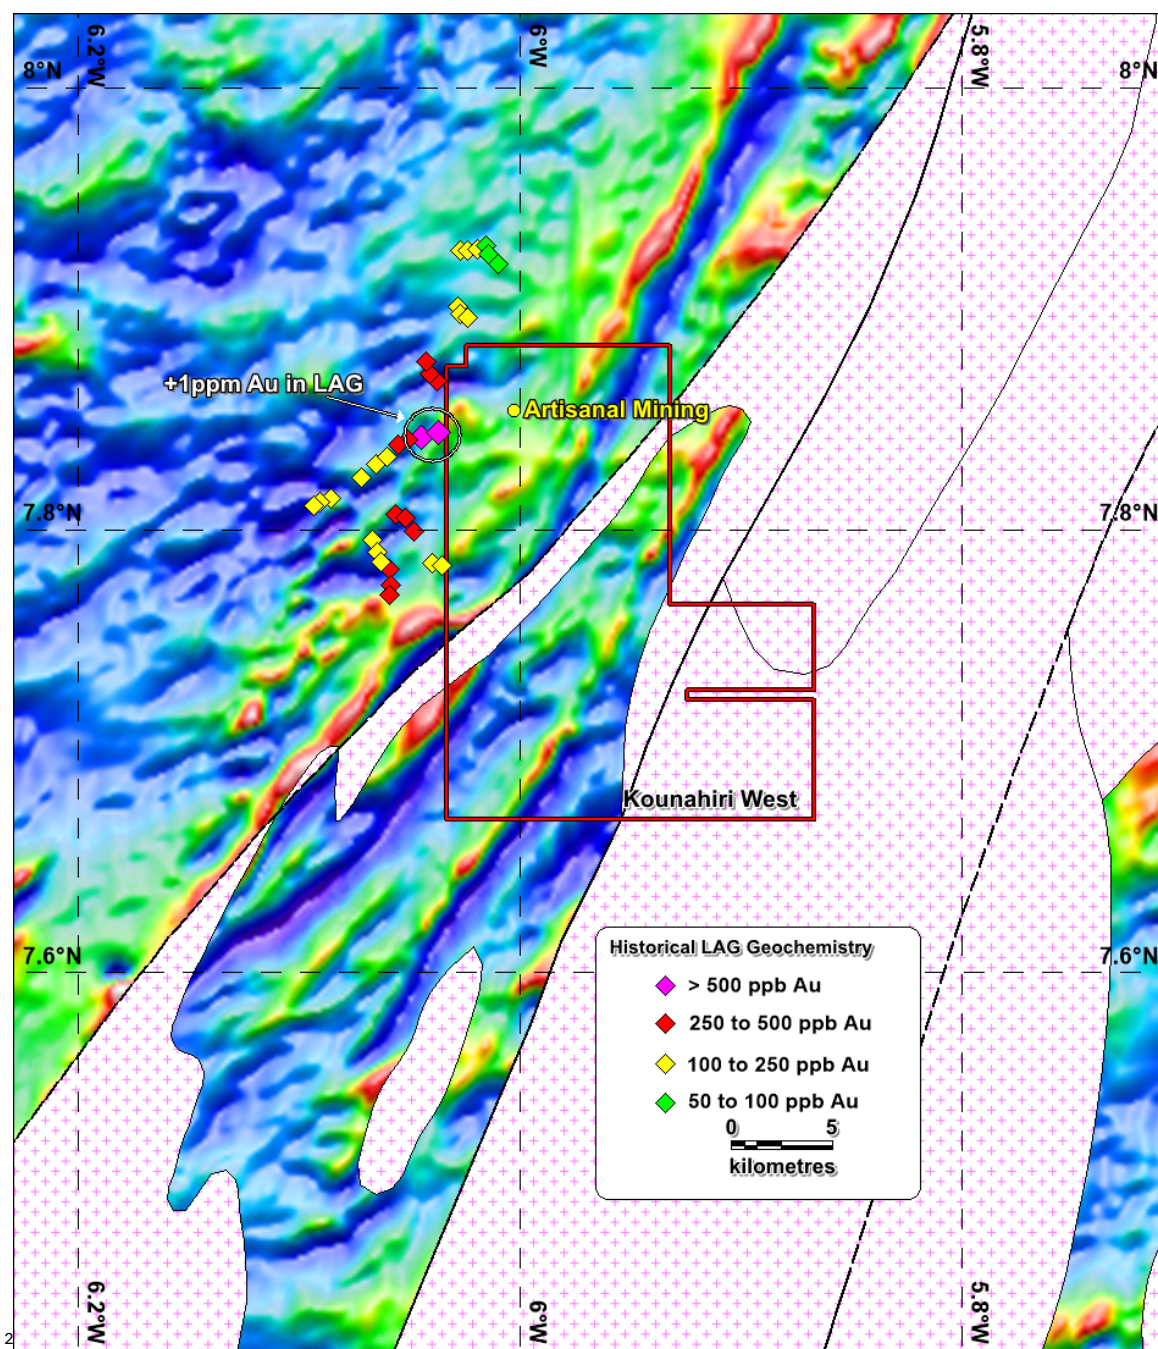 6.2°W
6°W
5.8°W
8°N
8°N
+1ppm Au in LAG
Artisanal Mining
7.8°N
7.8°N
Kounahiri West
7.6°N
7.6°N
Historical LAG Geochemistry
> 500 ppb Au
250 to 500 ppb Au
100 to 250 ppb Au
50 to 100 ppb Au
0 5
kilometres
6.2°W
6°W
5.8°W
2